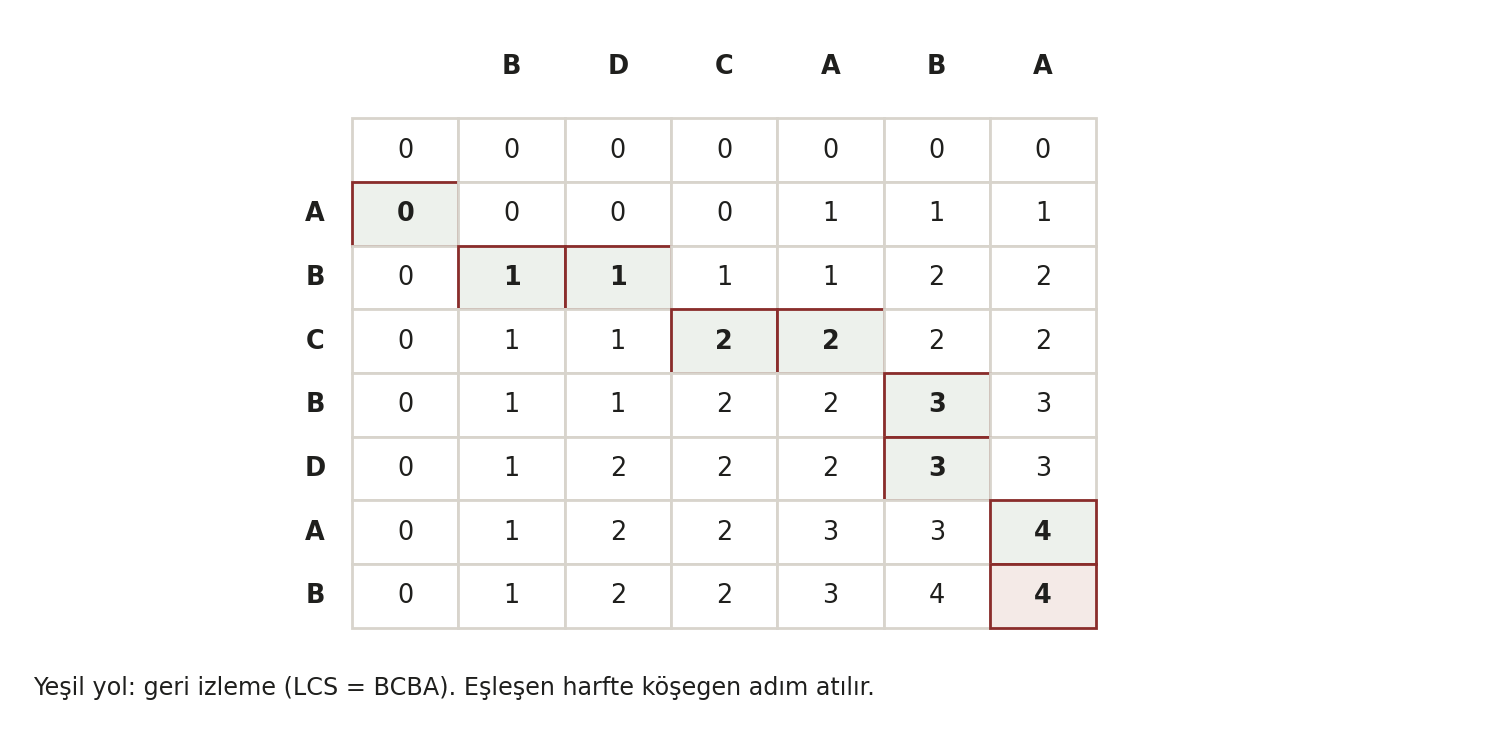 B D C A B A
0 0 0 0 0 0 0
A 0 0 0 0 1 1 1
B 0 1 1 1 1 2 2
C 0 1 1 2 2 2 2
B 0 1 1 2 2 3 3
D 0 1 2 2 2 3 3
A 0 1 2 2 3 3 4
B 0 1 2 2 3 4 4
Yeşil yol: geri izleme (LCS = BCBA). Eşleşen harfte köşegen adım atılır.